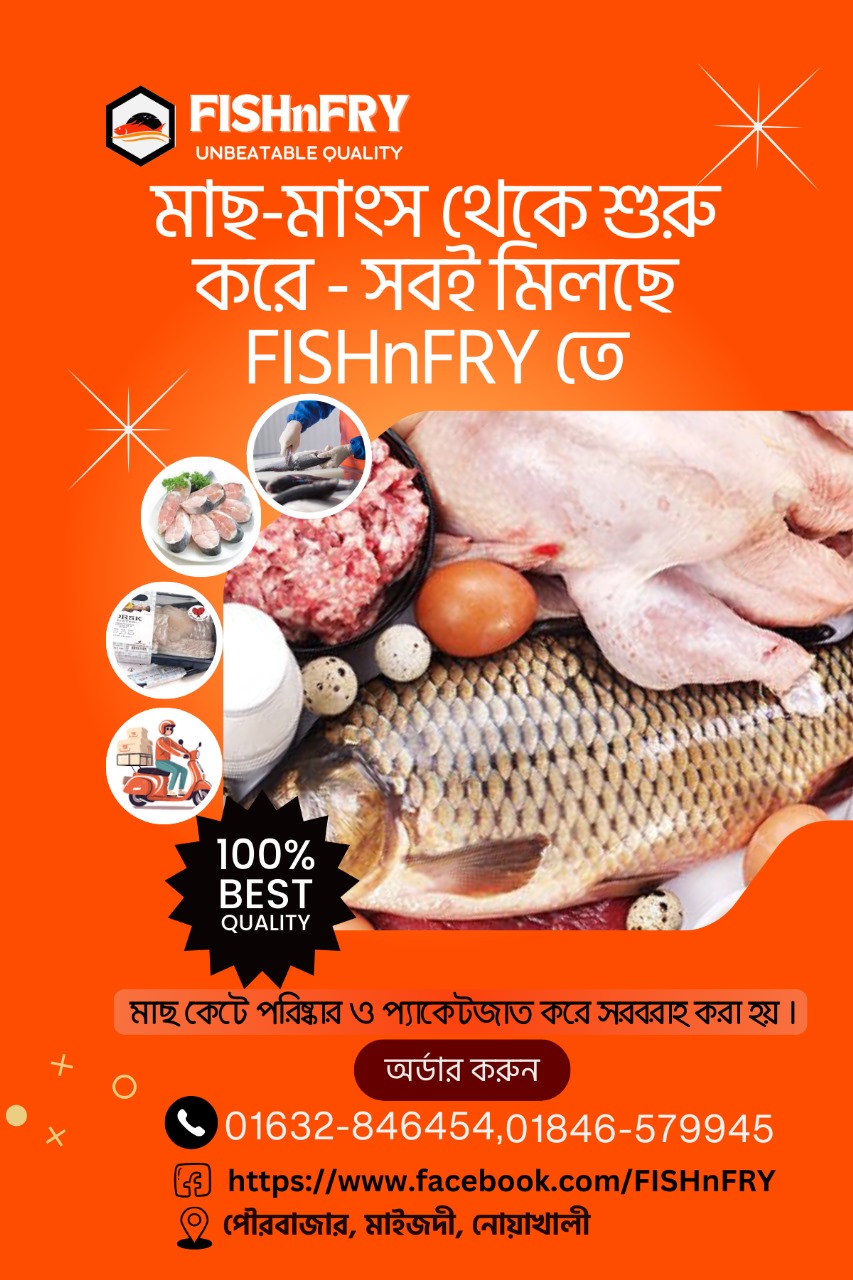 FISHnFRY
UNBEATABLE QUALITY
মাছ-মাংস থেকে শুরু
করে - সবই মিলছে
FISHnFRY তে
100%
BEST
QUALITY
মাছ কেটে পরিষ্কার ও প্যাকেটজাত করে সরবরাহ করা হয়।
অর্ডার করুন
01632-846454,01846-579945
https://www.facebook.com/FISHnFRY
পৌরবাজার, মাইজদী, নোয়াখালী